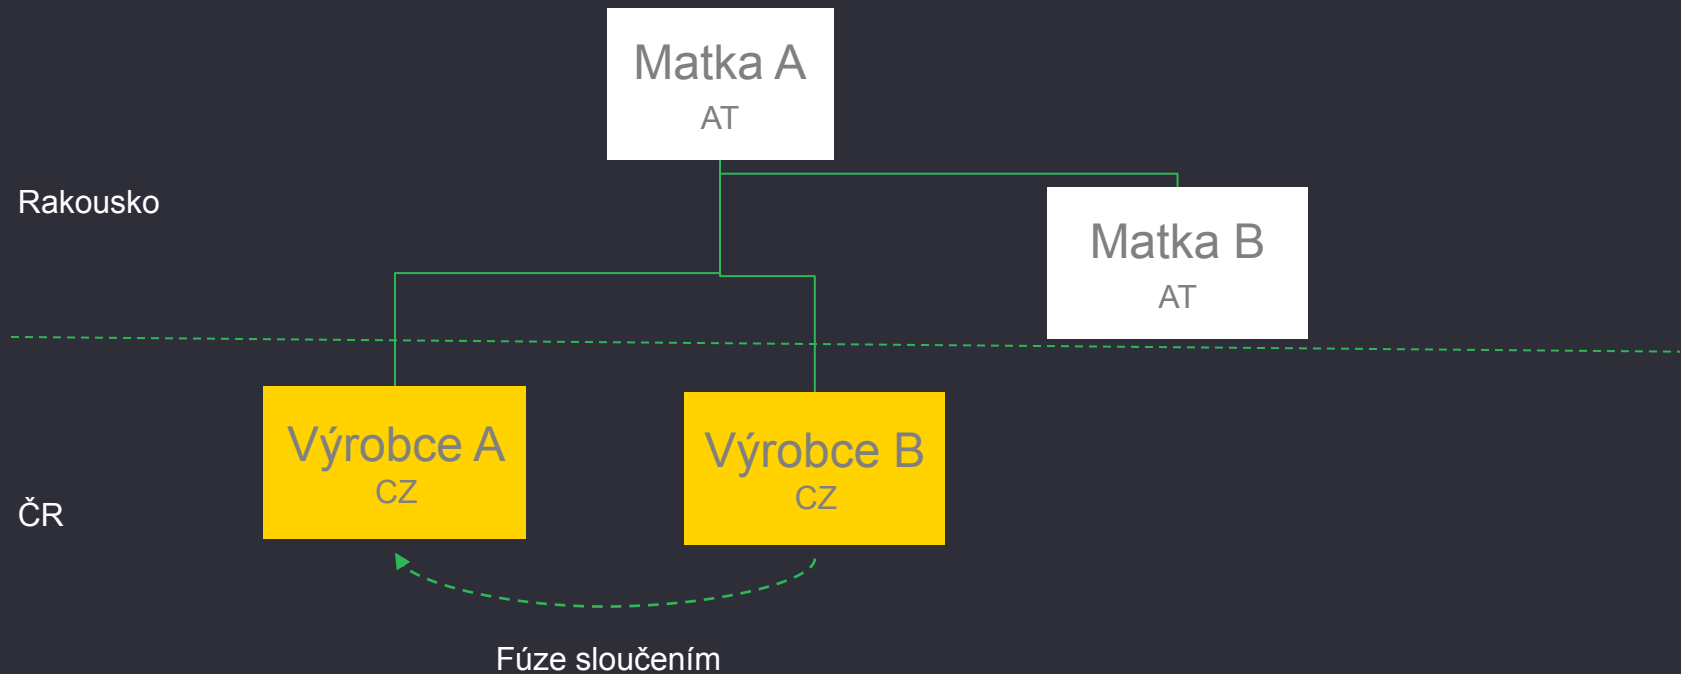 Matka A
AT
Rakousko
Matka B
AT
Výrobce A
CZ
Výrobce B
CZ
ČR
Fúze sloučením